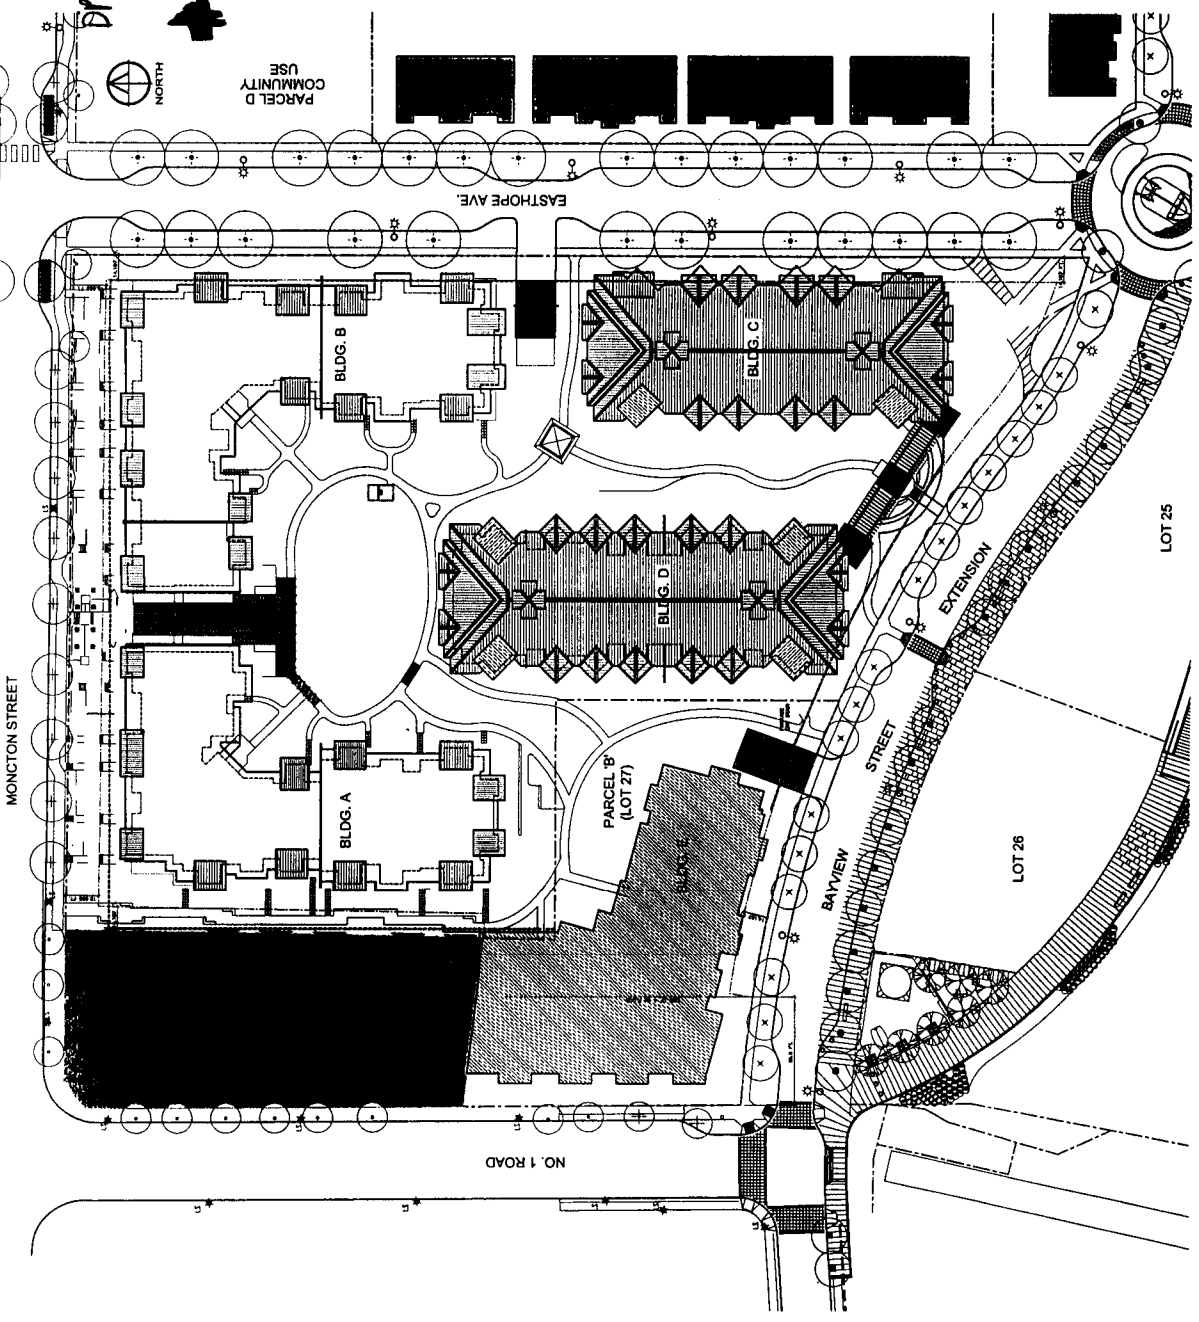 Dr
NORTH
PARCEL D
COMMUNITY
USE
EASTHOPE AVE.
BLDG. B
BLDG. C
MONCTON STREET
BLDG. D
LOT 25
BAYVIEW STREET EXTENSION
BLDG. A
PARCEL 'B'
(LOT 27)
BLDG. E
LOT 26
NO. 1 ROAD